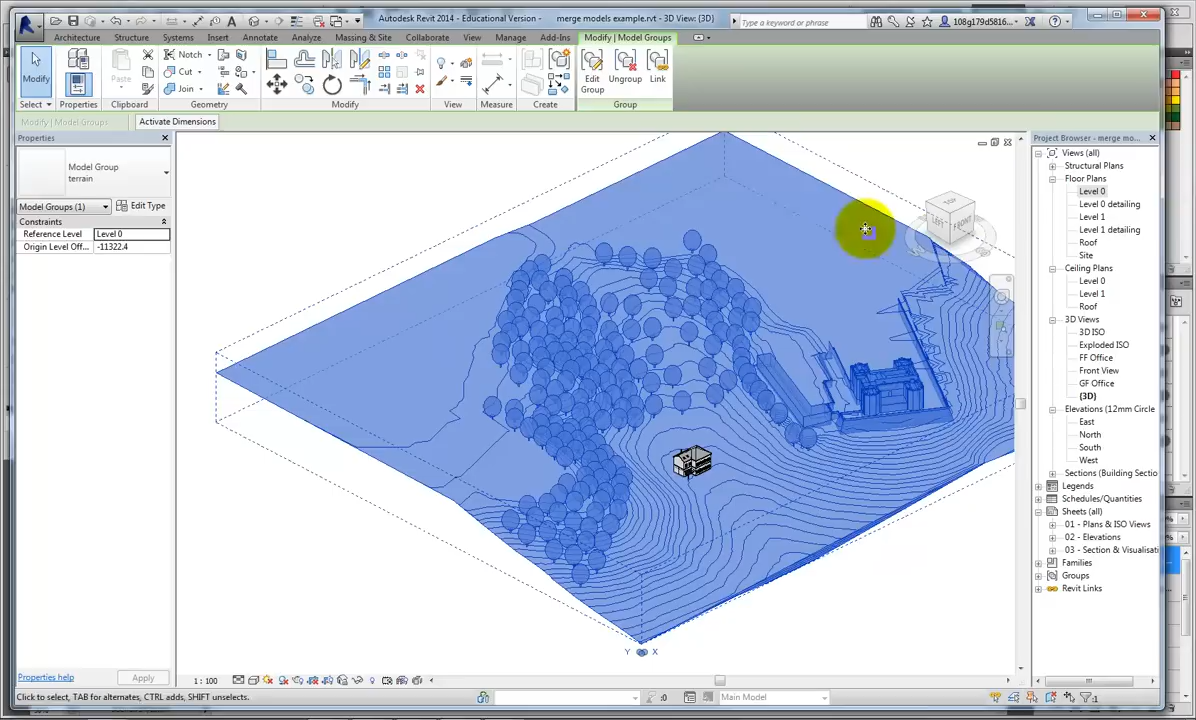 Autodesk Revit 2014 - Educational Version - merge models example.rvt - 3D View: {3D}
Type a keyword or phrase
108g179d5816...
Architecture Structure Systems Insert Annotate Analyze Massing & Site Collaborate View Manage Add-Ins Modify | Model Groups
Modify
Paste
Notch
Cut
Join
Edit
Group
Ungroup
Link
Select Properties Clipboard Geometry Modify View Measure Create Group
Modify | Model Groups
Activate Dimensions
Properties
Model Group
terrain
Model Groups (1)
Edit Type
Constraints
Reference Level Level 0
Origin Level Off... -11322.4
Properties help
Apply
TOP
LEFT
FRONT
Y
X
Project Browser - merge mo...
Views (all)
Structural Plans
Floor Plans
Level 0
Level 0 detailing
Level 1
Level 1 detailing
Roof
Site
Ceiling Plans
Level 0
Level 1
Roof
3D Views
3D ISO
Exploded ISO
FF Office
Front View
GF Office
{3D}
Elevations (12mm Circle
East
North
South
West
Sections (Building Sectio
Legends
Schedules/Quantities
Sheets (all)
01 - Plans & ISO Views
02 - Elevations
03 - Section & Visualisati
Families
Groups
Revit Links
1 : 100
Click to select, TAB for alternates, CTRL adds, SHIFT unselects.
:0
Main Model
:1